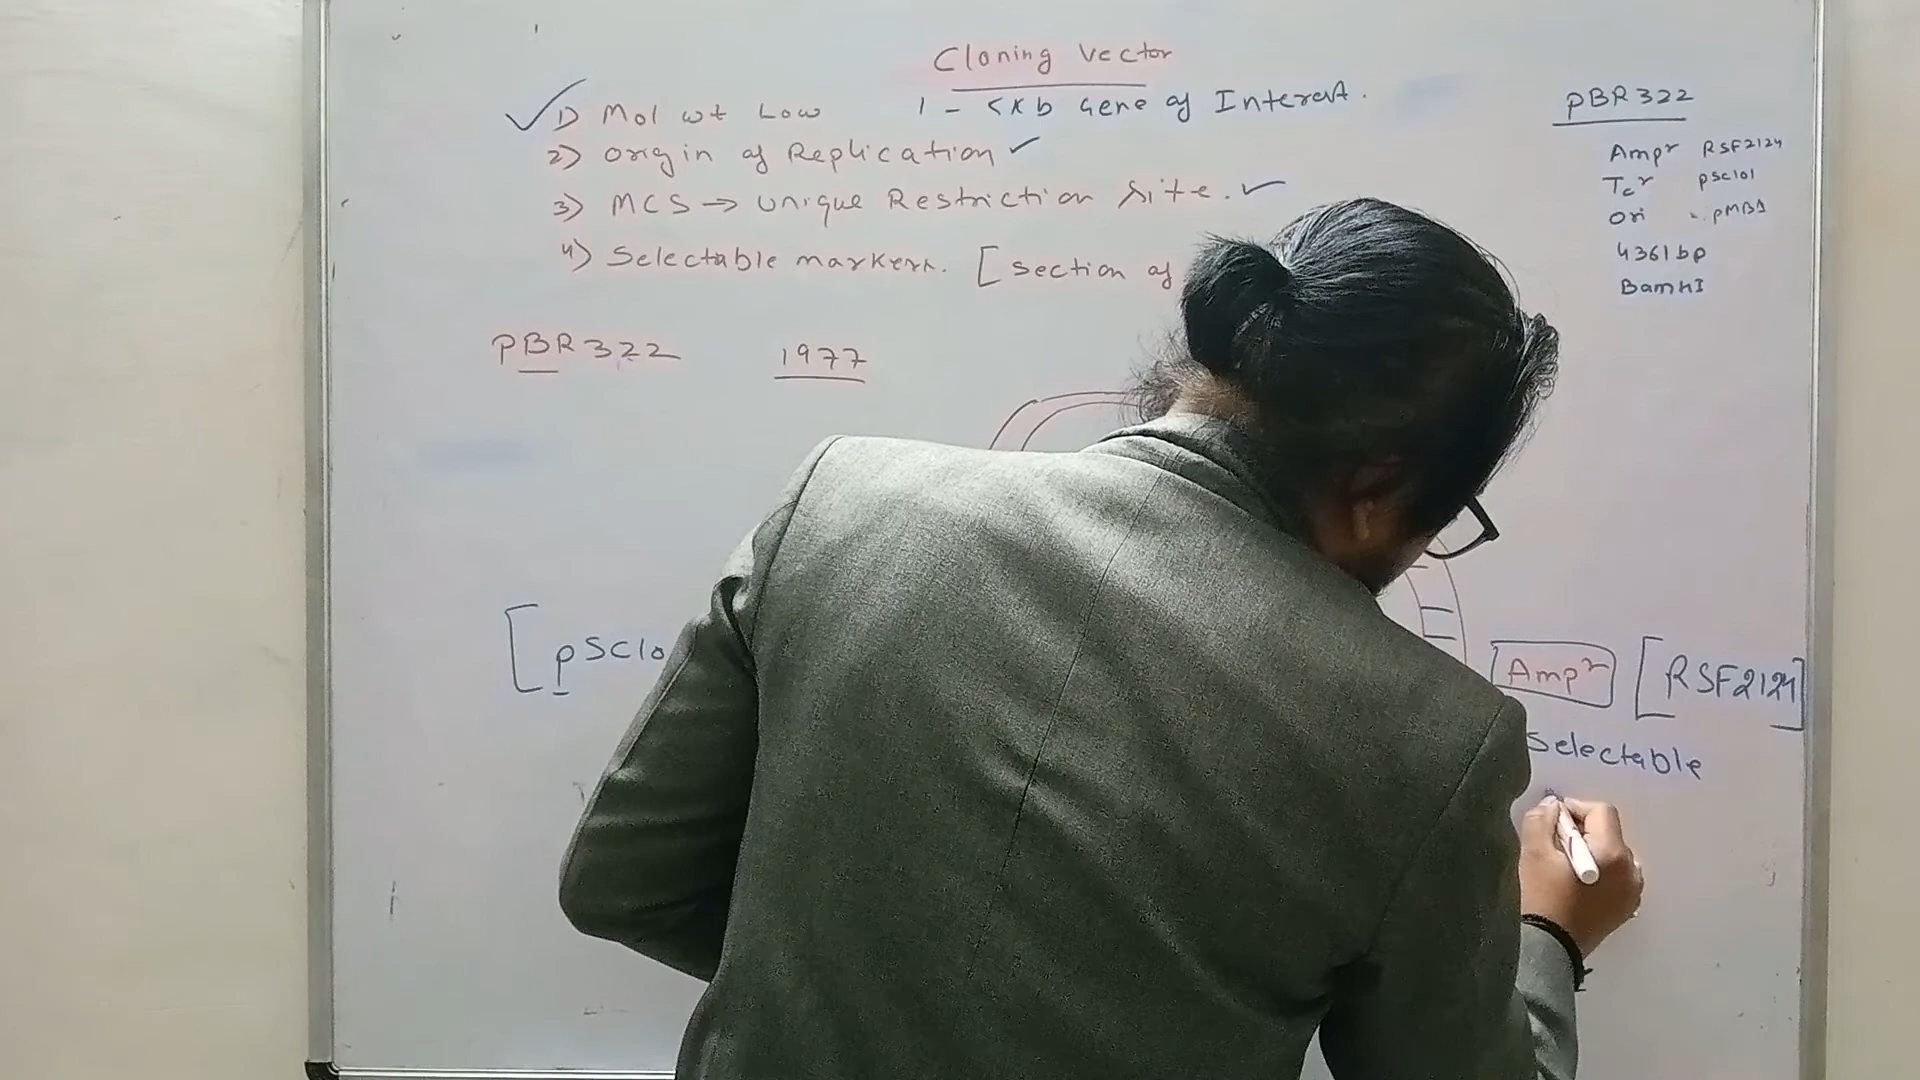 Cloning Vector
1) Mol wt Low 1 - 5Kb Gene of Interest.
2) Origin of Replication
3) MCS → Unique Restriction Site.
4) Selectable markers. [section of
PBR322 1977
PBR322
Ampr RSF2124
Tcr psc101
Ori pMB1
4361bp
BamHI
[pSC10
Ampr [RSF2124]
Selectable